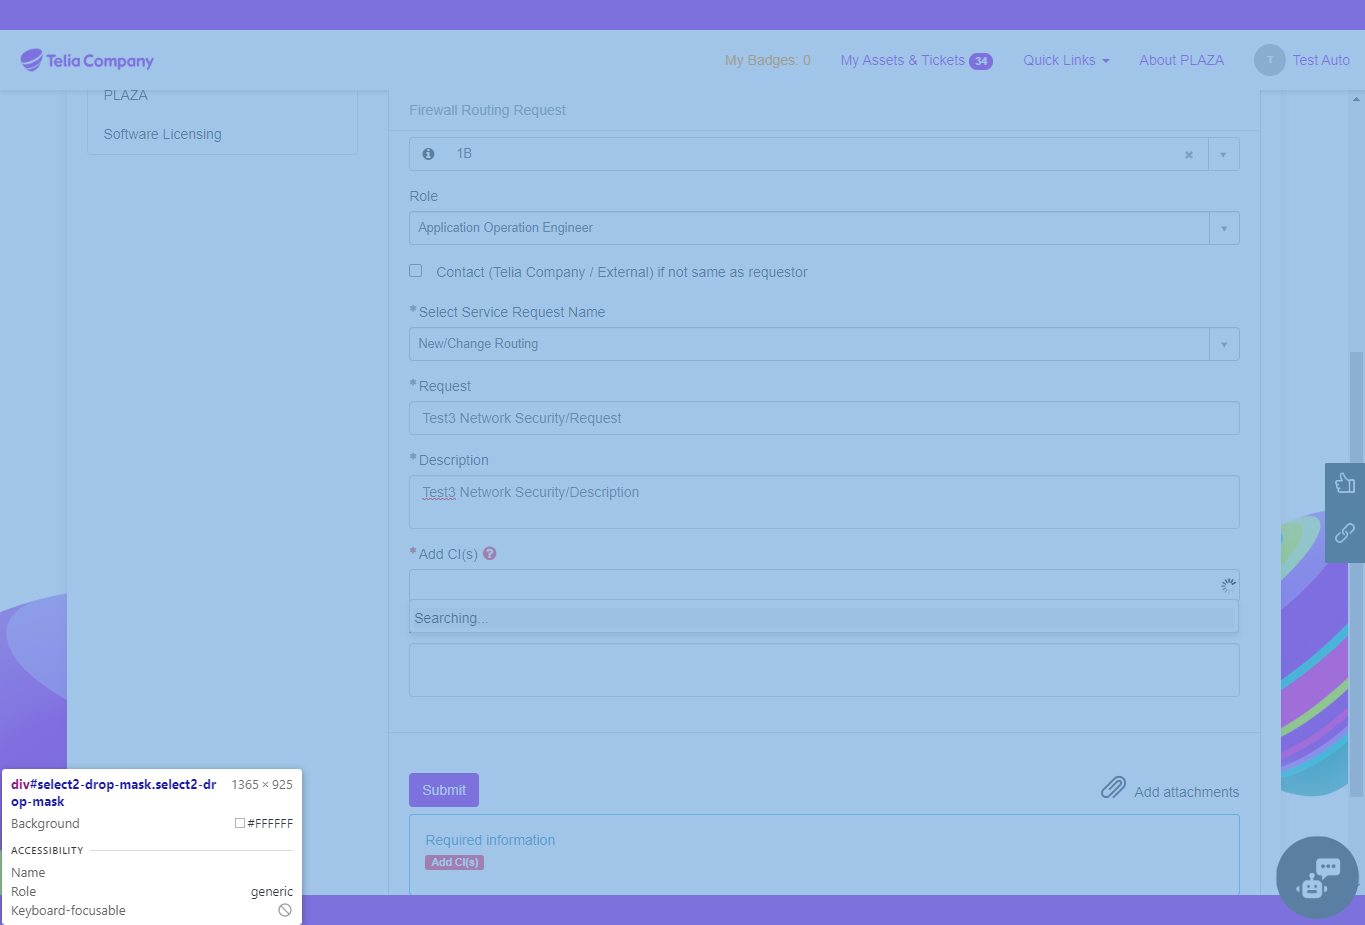 Telia Company
My Badges: 0
My Assets & Tickets 34
Quick Links
About PLAZA
T
Test Auto
PLAZA
Software Licensing
Firewall Routing Request
1B
Role
Application Operation Engineer
Contact (Telia Company / External) if not same as requestor
* Select Service Request Name
New/Change Routing
* Request
Test3 Network Security/Request
* Description
Test3 Network Security/Description
* Add CI(s) ?
Searching...
Submit
Add attachments
Required information
Add CI(s)
div#select2-drop-mask.select2-dr
op-mask
1365 × 925
Background
#FFFFFF
ACCESSIBILITY
Name
Role
generic
Keyboard-focusable